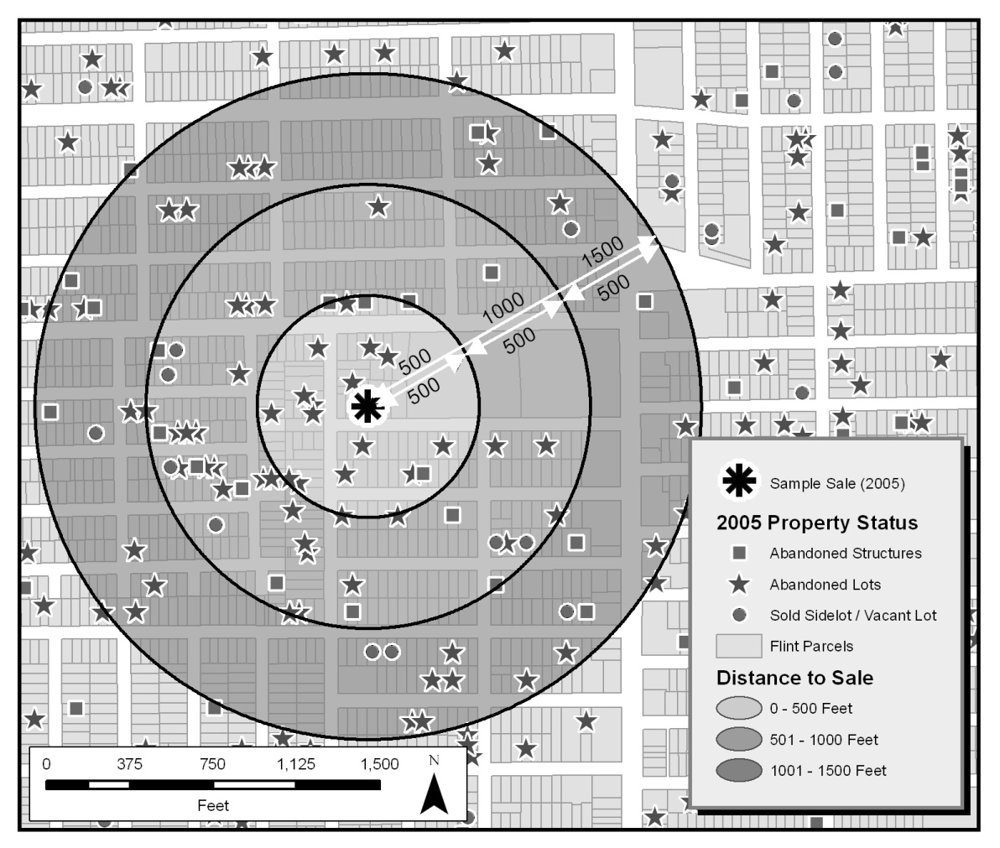 1500
500
1000
500
500
500
Sample Sale (2005)
2005 Property Status
Abandoned Structures
Abandoned Lots
Sold Sidelot / Vacant Lot
Flint Parcels
Distance to Sale
0 - 500 Feet
501 - 1000 Feet
1001 - 1500 Feet
0 375 750 1,125 1,500
Feet
N